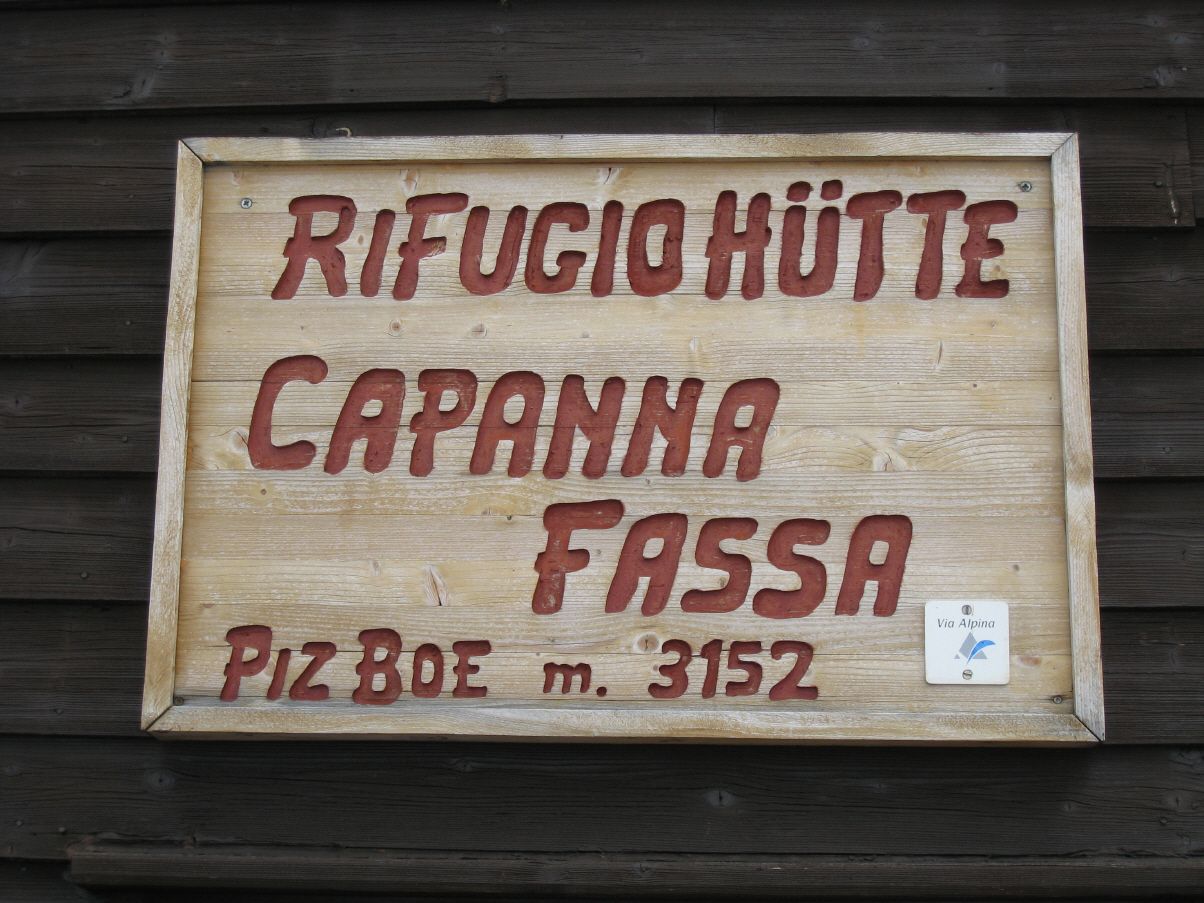 RIFUGIO HÜTTE
CAPANNA
FASSA
PIZ BOE m. 3152
Via Alpina